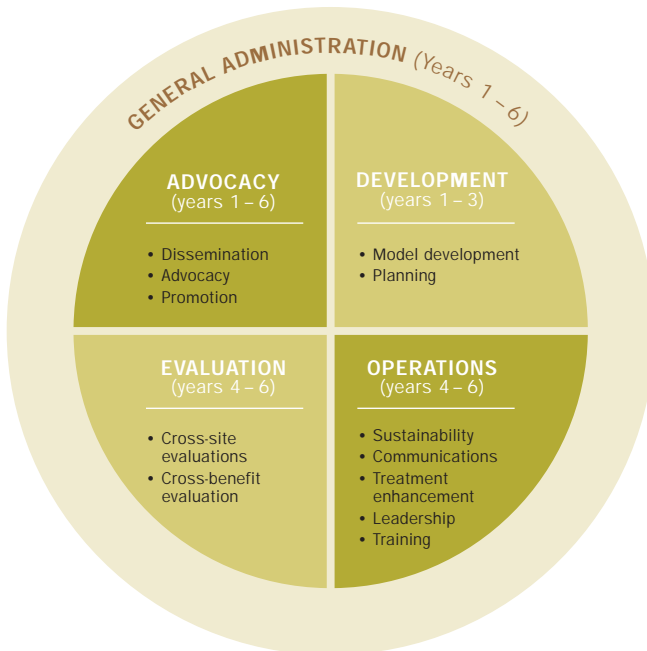 GENERAL ADMINISTRATION (Years 1 – 6)
ADVOCACY
(years 1 – 6)
• Dissemination
• Advocacy
• Promotion
DEVELOPMENT
(years 1 – 3)
• Model development
• Planning
EVALUATION
(years 4 – 6)
• Cross-site
evaluations
• Cross-benefit
evaluation
OPERATIONS
(years 4 – 6)
• Sustainability
• Communications
• Treatment
enhancement
• Leadership
• Training